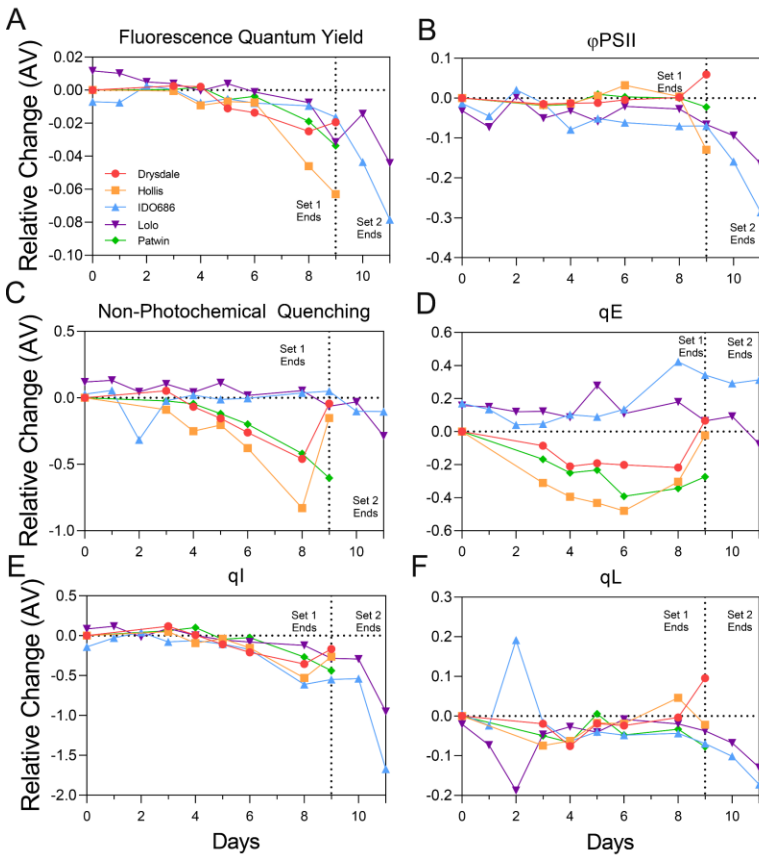 A
Fluorescence Quantum Yield
Relative Change (AV)
0.02
0.00
-0.02
-0.04
-0.06
-0.08
-0.10
Drysdale
Hollis
IDO686
Lolo
Patwin
Set 1
Ends
Set 2
Ends
0 2 4 6 8 10
B
φPSII
0.1
0.0
-0.1
-0.2
-0.3
-0.4
Set 1
Ends
Set 2
Ends
0 2 4 6 8 10
C
Non-Photochemical Quenching
Relative Change (AV)
0.5
0.0
-0.5
-1.0
Set 1
Ends
Set 2
Ends
0 2 4 6 8 10
D
qE
0.6
0.4
0.2
0.0
-0.2
-0.4
-0.6
Set 1
Ends
Set 2
Ends
0 2 4 6 8 10
E
qI
Relative Change (AV)
0.5
0.0
-0.5
-1.0
-1.5
-2.0
Set 1
Ends
Set 2
Ends
0 2 4 6 8 10
Days
F
qL
0.3
0.2
0.1
0.0
-0.1
-0.2
Set 1
Ends
Set 2
Ends
0 2 4 6 8 10
Days